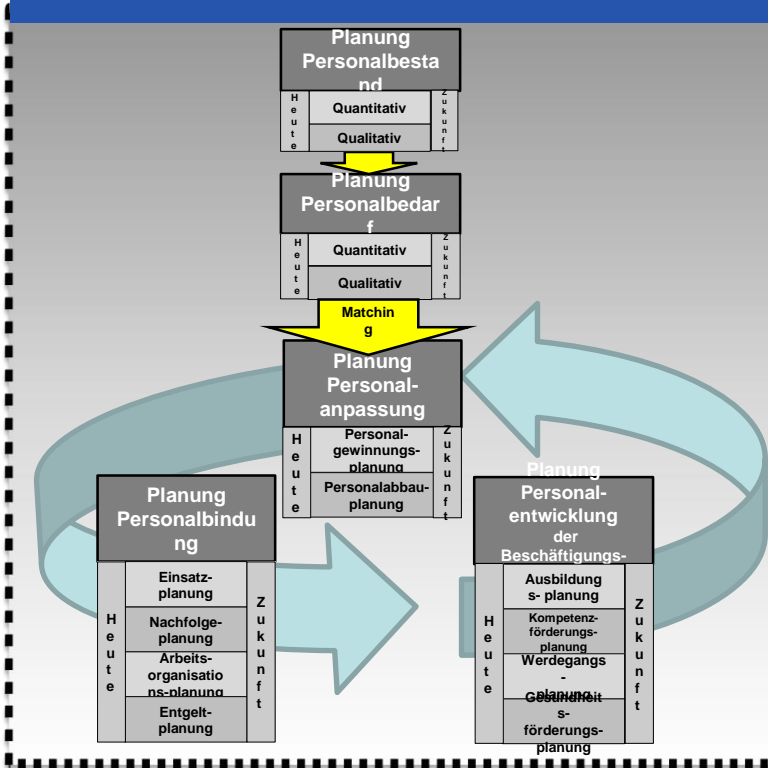 Planung
Personalbesta
nd
Heute
Quantitativ
Qualitativ
Zukunft
Planung
Personalbedar
f
Heute
Quantitativ
Qualitativ
Zukunft
Matchin
g
Planung
Personal-
anpassung
Heute
Personal-
gewinnungs-
planung
Personalabbau-
planung
Zukunft
Planung
Personalbindu
ng
Heute
Einsatz-
planung
Nachfolge-
planung
Arbeits-
organisatio
ns-planung
Entgelt-
planung
Zukunft
Planung
Personal-
entwicklung
der
Beschäftigungs-
Heute
Ausbildung
s- planung
Kompetenz-
förderungs-
planung
Werdegangs
-
planung
Gesundheit
s-
förderungs-
planung
Zukunft